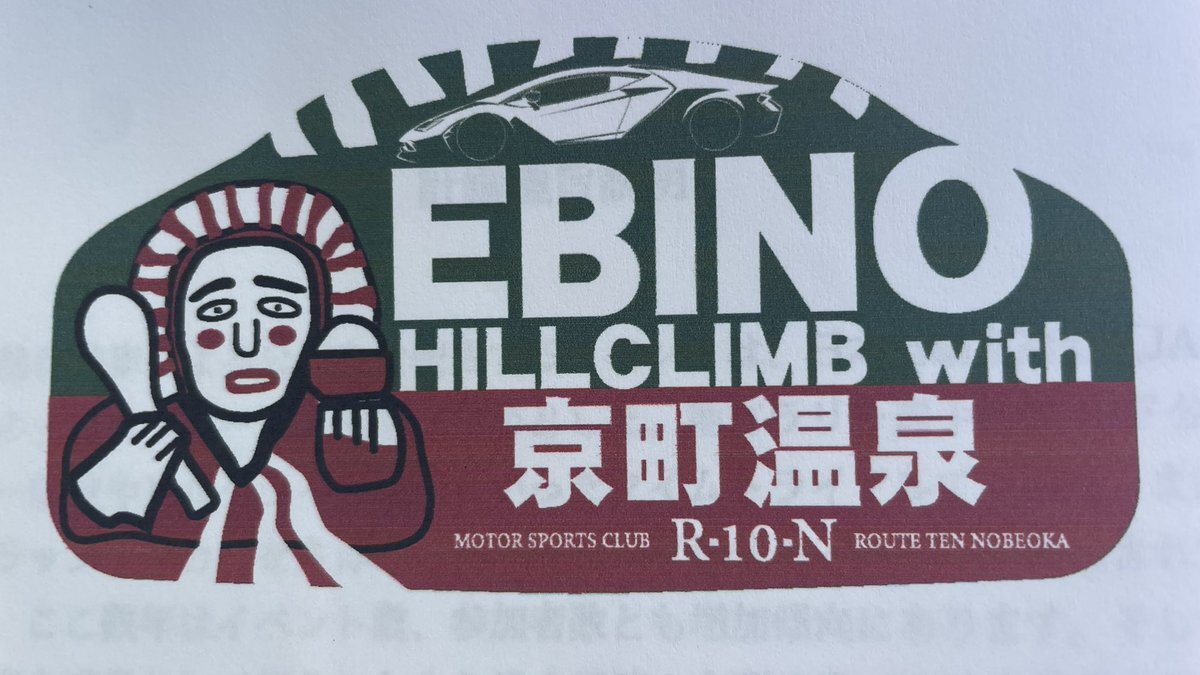 EBINO
HILLCLIMB with
京町温泉
MOTOR SPORTS CLUB R-10-N ROUTE TEN NOBEOKA